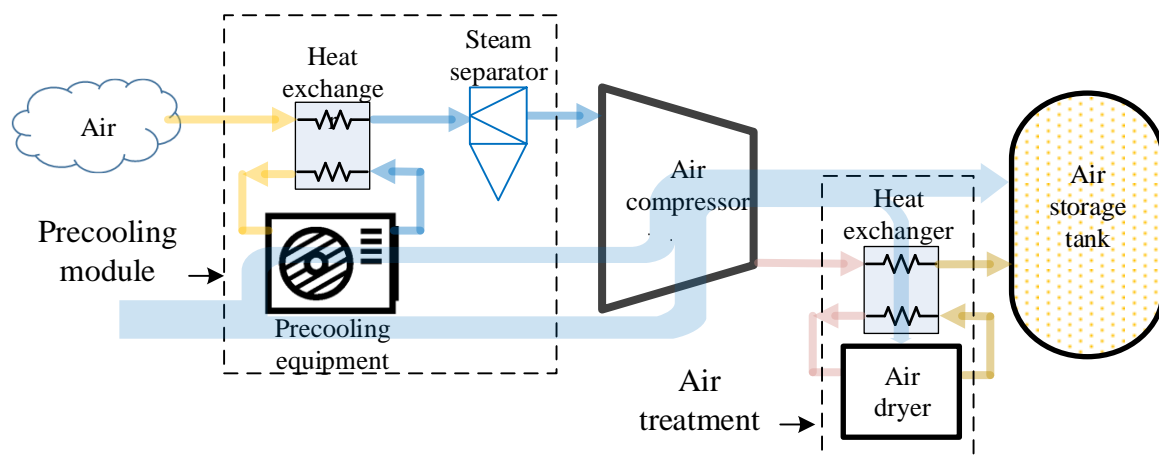 Air
Heat
exchange
Steam
separator
Precooling
module
Precooling
equipment
Air
compressor
Heat
exchanger
Air
storage
tank
Air
treatment
Air
dryer